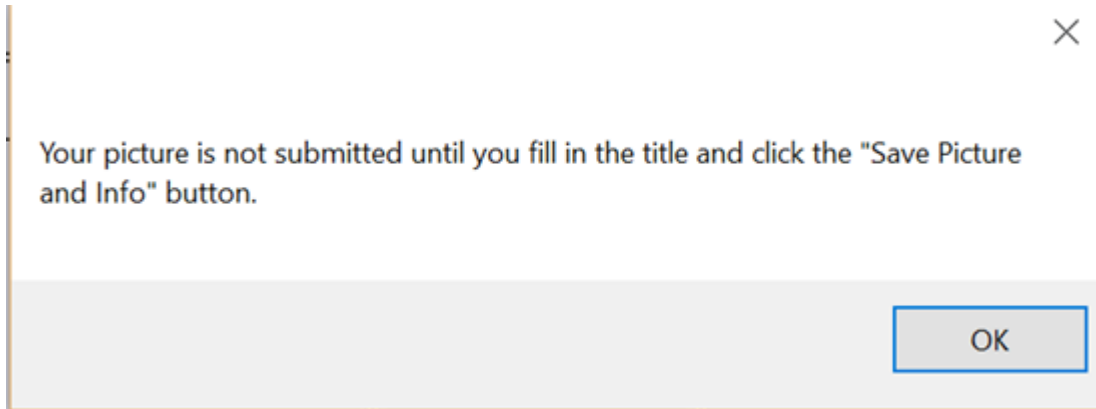 Your picture is not submitted until you fill in the title and click the "Save Picture
and Info" button.
OK